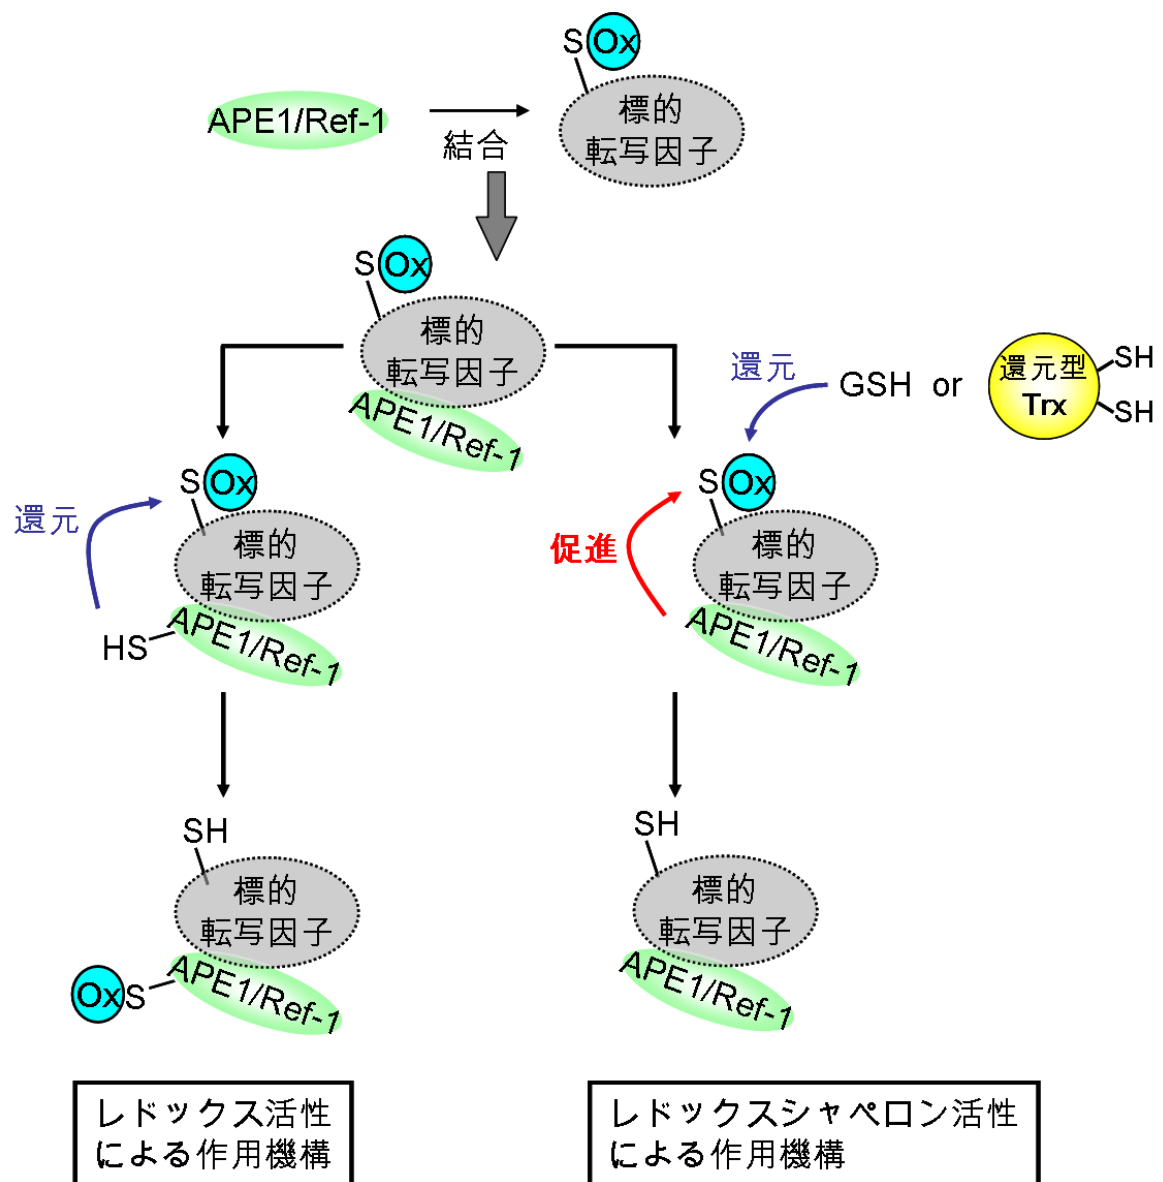 S Ox
APE1/Ref-1
結合
標的
転写因子
S Ox
標的
転写因子
APE1/Ref-1
還元
GSH or
還元型
Trx
SH
SH
S Ox
還元
標的
転写因子
HS
APE1/Ref-1
S Ox
促進
標的
転写因子
APE1/Ref-1
SH
標的
転写因子
OxS
APE1/Ref-1
SH
標的
転写因子
APE1/Ref-1
レドックス活性
による作用機構
レドックスシャペロン活性
による作用機構